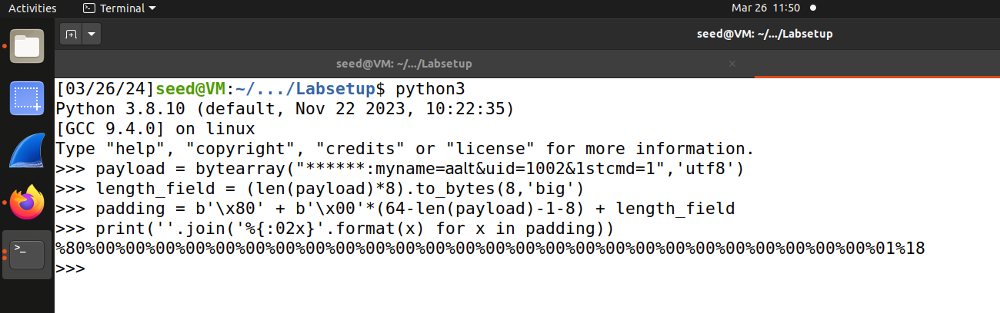 Activities
Terminal
Mar 26 11:50
seed@VM: ~/.../Labsetup
seed@VM: ~/.../Labsetup
[03/26/24]seed@VM:~/.../Labsetup$ python3
Python 3.8.10 (default, Nov 22 2023, 10:22:35)
[GCC 9.4.0] on linux
Type "help", "copyright", "credits" or "license" for more information.
>>> payload = bytearray("******:myname=aalt&uid=1002&1stcmd=1",'utf8')
>>> length_field = (len(payload)*8).to_bytes(8,'big')
>>> padding = b'\x80' + b'\x00'*(64-len(payload)-1-8) + length_field
>>> print(''.join('%{:02x}'.format(x) for x in padding))
%80%00%00%00%00%00%00%00%00%00%00%00%00%00%00%00%00%00%00%00%00%00%00%00%00%00%00%01%18
>>>